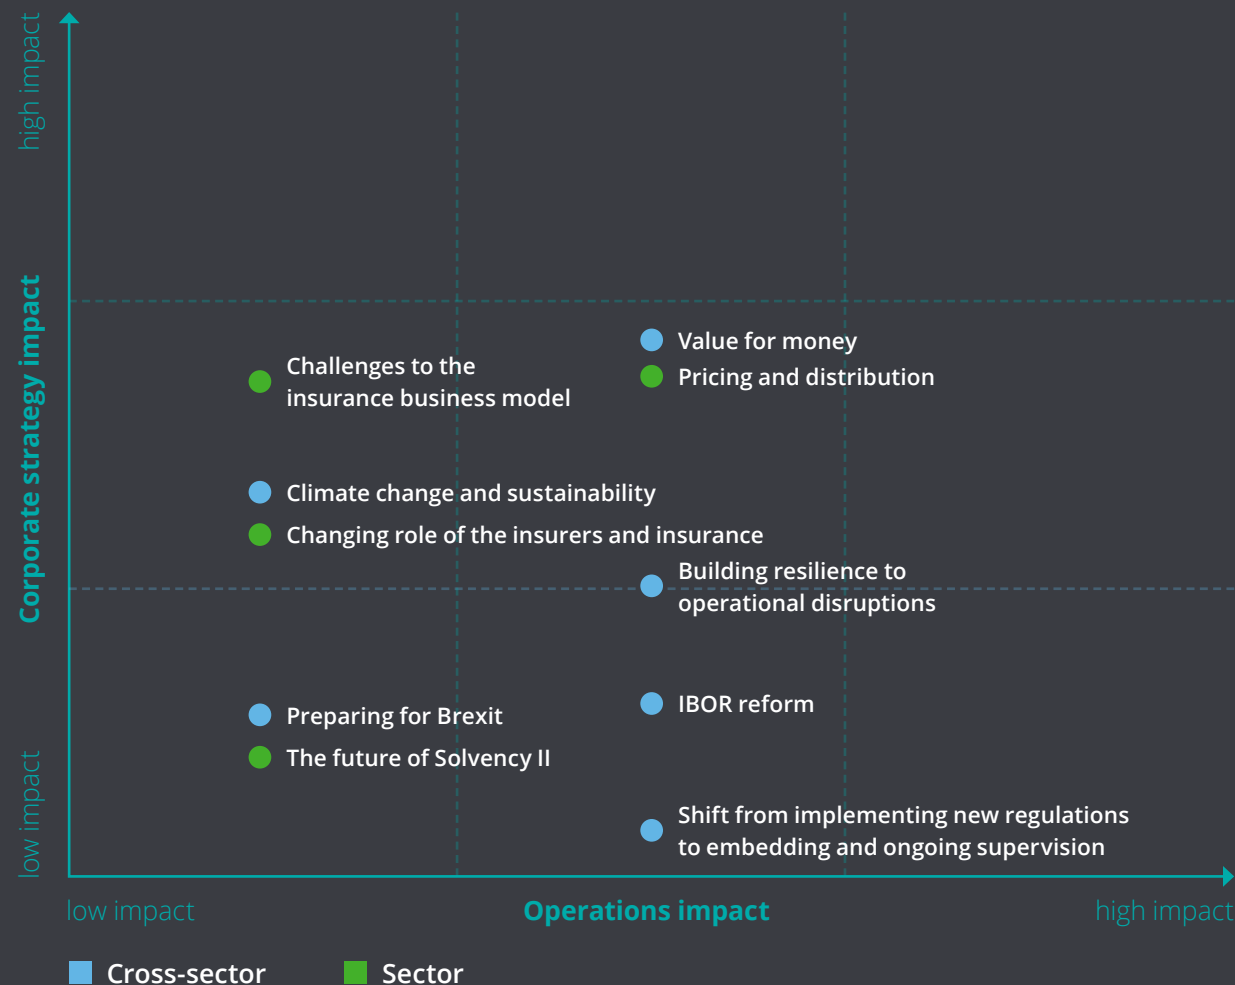 high impact
Corporate strategy impact
low impact
Value for money
Pricing and distribution
Challenges to the
insurance business model
Climate change and sustainability
Changing role of the insurers and insurance
Building resilience to
operational disruptions
Preparing for Brexit
IBOR reform
The future of Solvency II
Shift from implementing new regulations
to embedding and ongoing supervision
low impact
Operations impact
high impact
Cross-sector
Sector